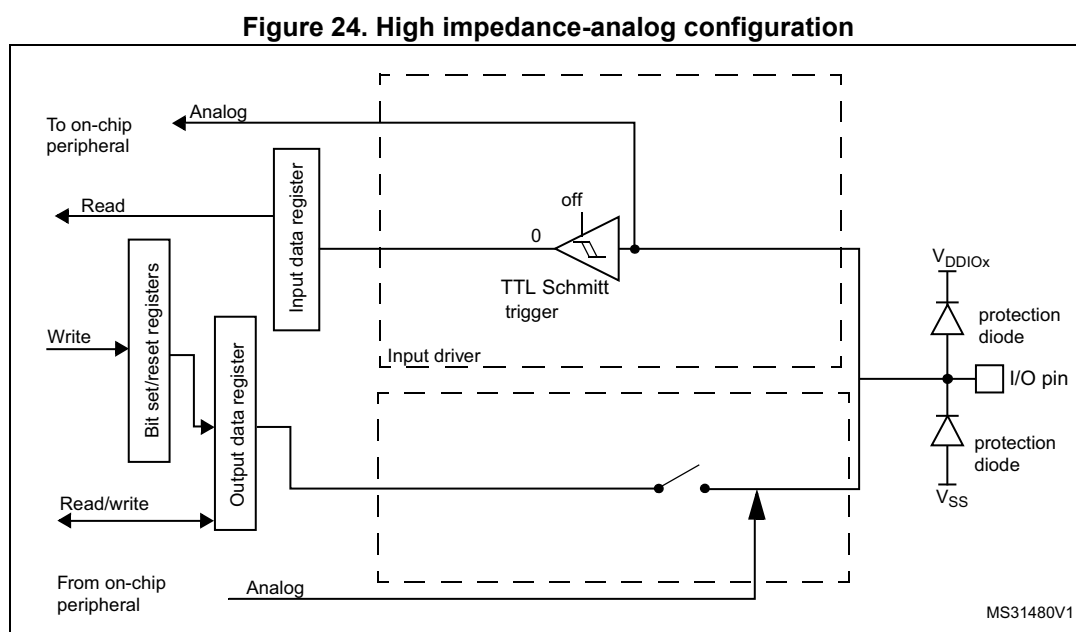 Figure 24. High impedance-analog configuration
To on-chip
peripheral
Analog
Read
Input data register
off
0
TTL Schmitt
trigger
Input driver
Write
Bit set/reset registers
Output data register
Read/write
From on-chip
peripheral
Analog
VDDIOx
protection
diode
I/O pin
protection
diode
VSS
MS31480V1